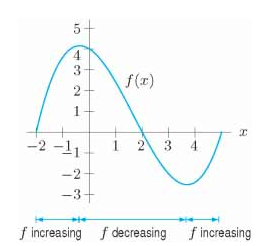 5
4
3
2
1
f(x)
x
−2 −1 1 2 3 4
−1
−2
−3
f increasing f decreasing f increasing